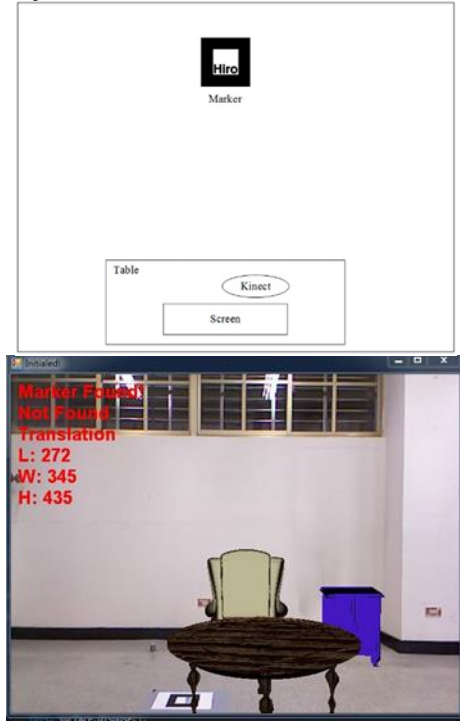 Hiro
Marker
Table
Kinect
Screen
Initialed
Marker Found!
Not Found
Translation
L: 272
W: 345
H: 435